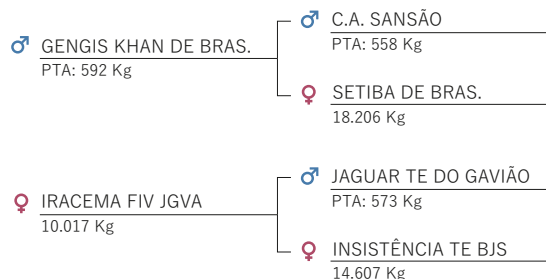 C.A. SANSÃO
PTA: 558 Kg
GENGIS KHAN DE BRAS.
PTA: 592 Kg
SETIBA DE BRAS.
18.206 Kg
JAGUAR TE DO GAVIÃO
PTA: 573 Kg
IRACEMA FIV JGVA
10.017 Kg
INSISTÊNCIA TE BJS
14.607 Kg